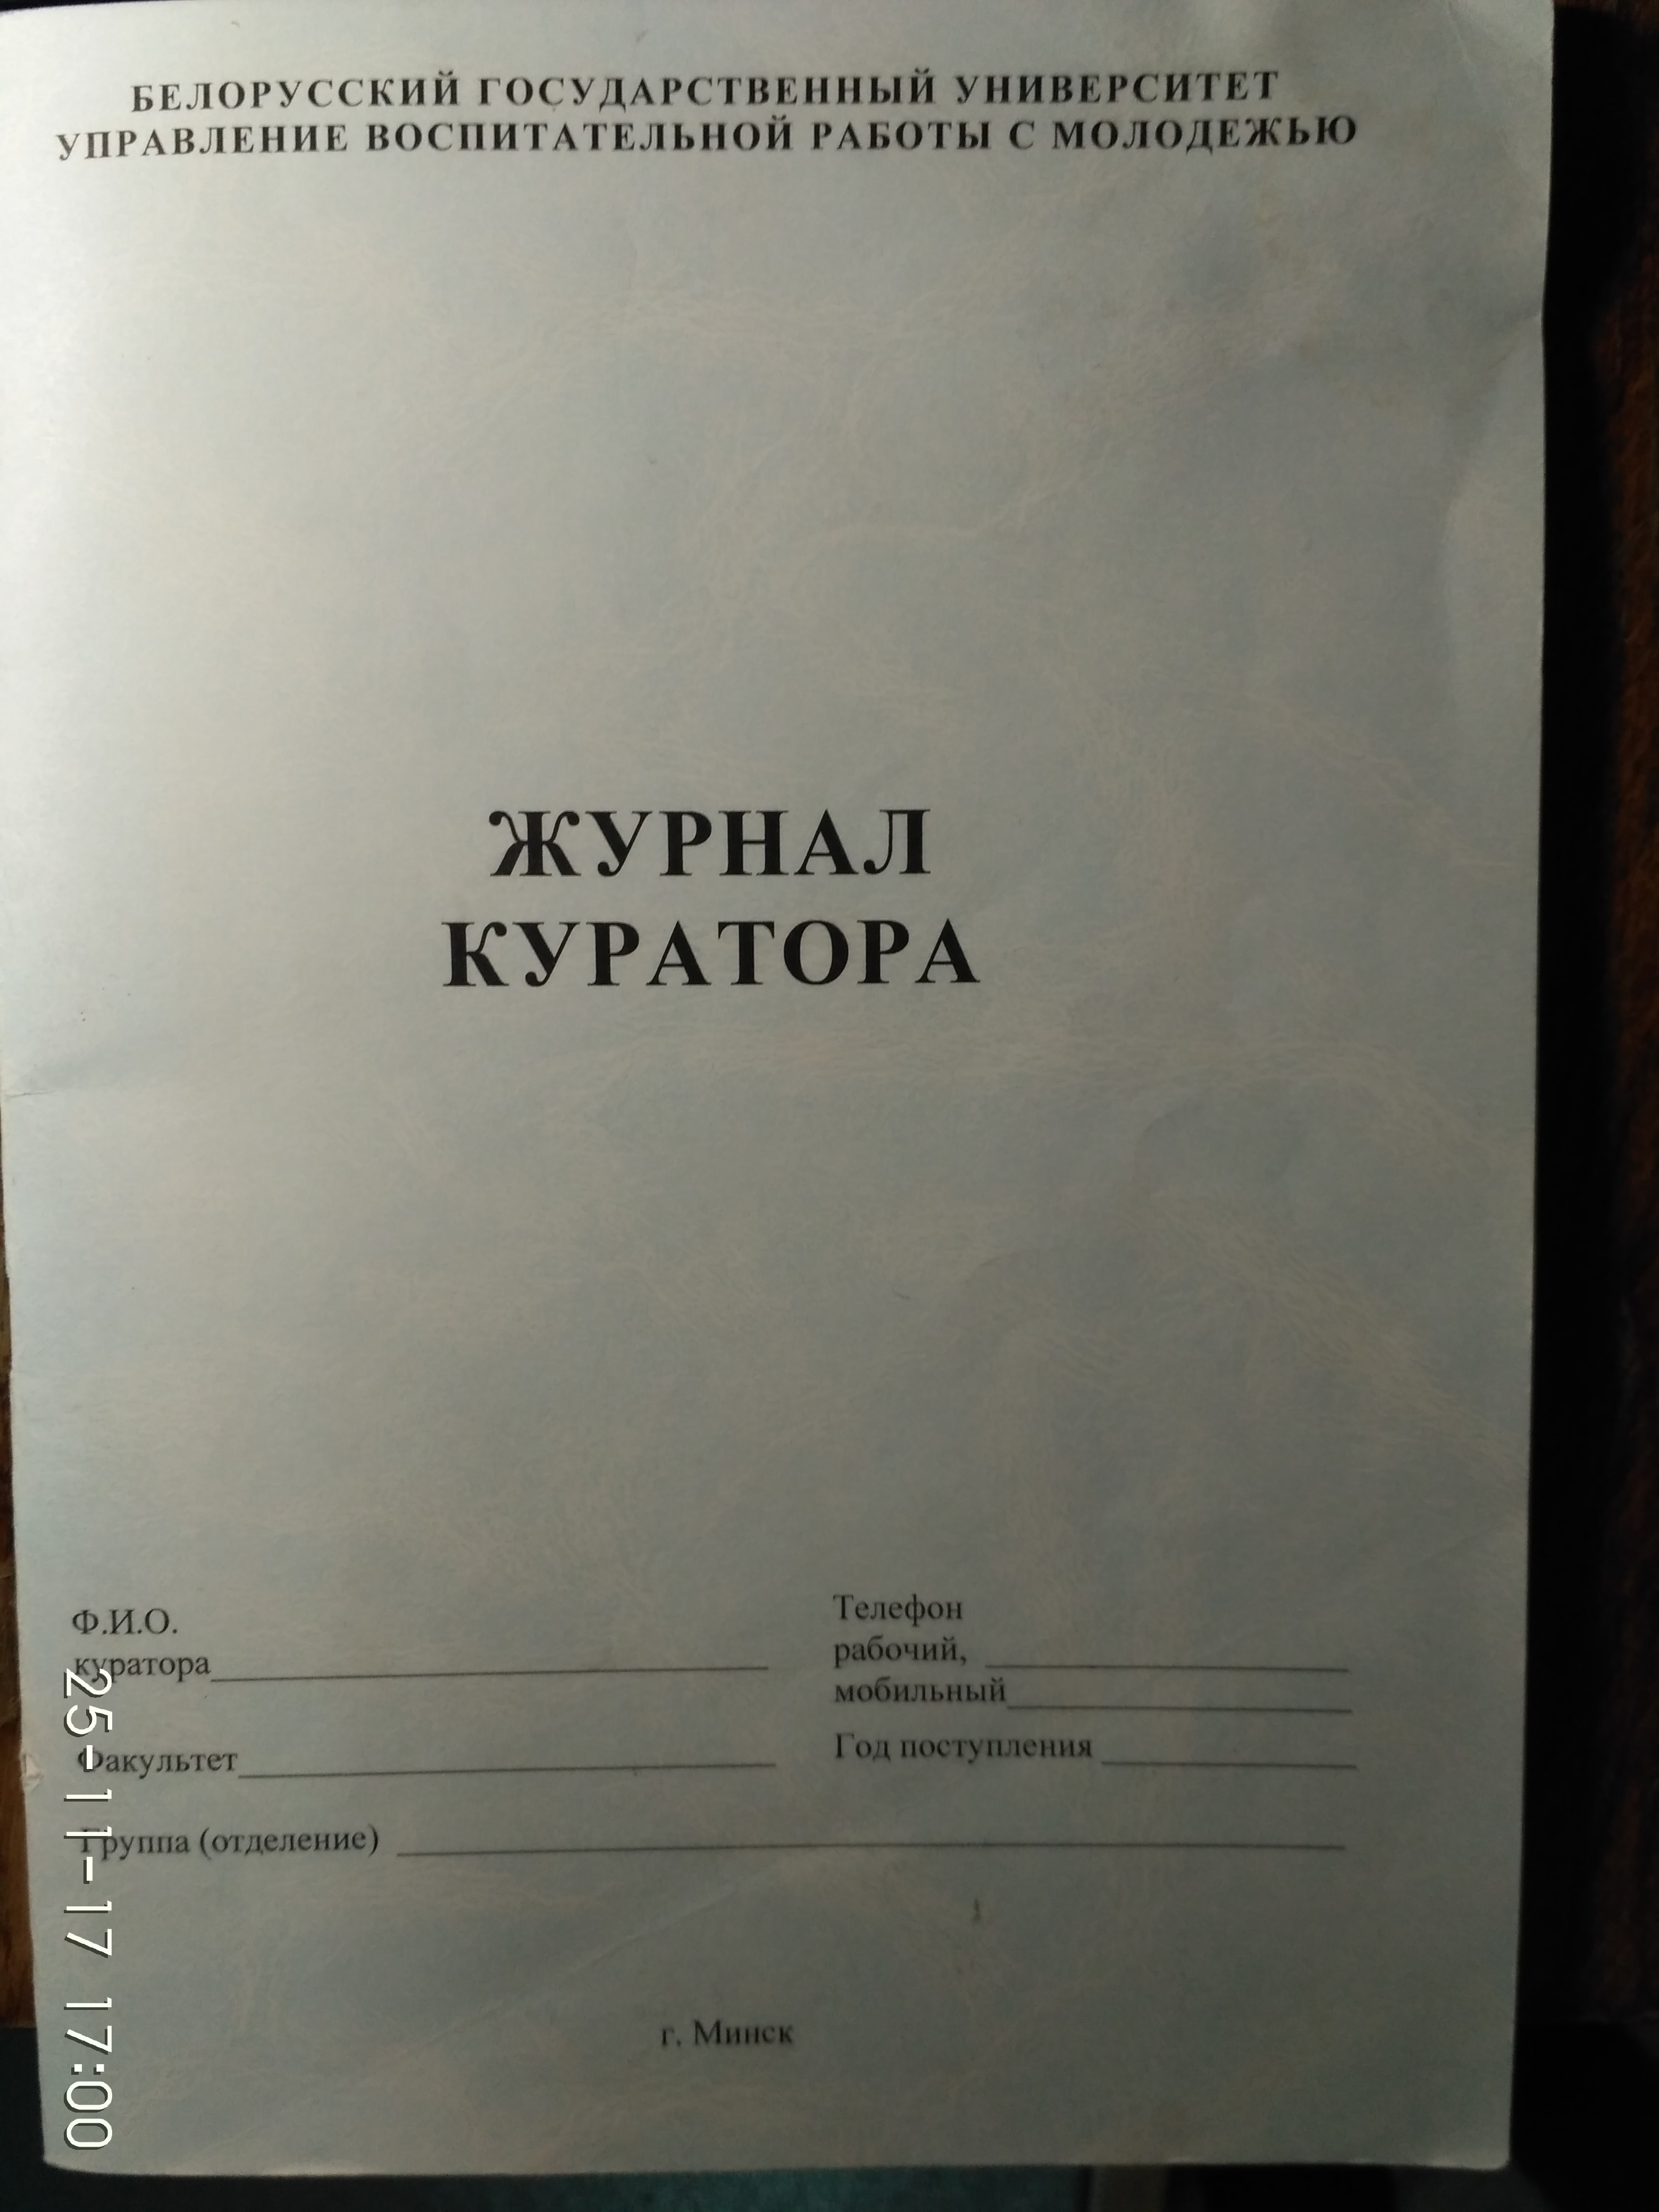 БЕЛОРУССКИЙ ГОСУДАРСТВЕННЫЙ УНИВЕРСИТЕТ
УПРАВЛЕНИЕ ВОСПИТАТЕЛЬНОЙ РАБОТЫ С МОЛОДЕЖЬЮ
ЖУРНАЛ
КУРАТОРА
Ф.И.О.
куратора
Факультет
Телефон
рабочий,
мобильный
Год поступления
Группа (отделение)
г. Минск
25-11-17 17:00